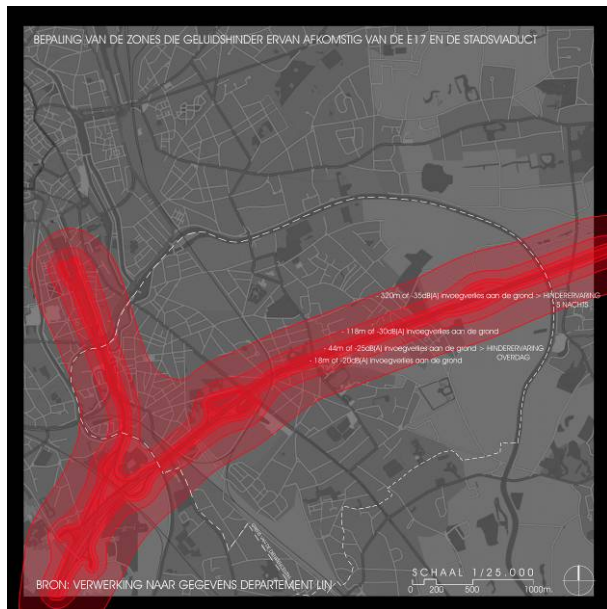 BEPALING VAN DE ZONES DIE GELUIDSHINDER ERVAN AFKOMSTIG VAN DE E17 EN DE STADSVIADUCT
- 320m of -35dB(A) invoegverlies aan de grond > HINDERERVARING
S NACHTS
- 118m of -30dB(A) invoegverlies aan de grond
- 44m of -25dB(A) invoegverlies aan de grond > HINDERERVARING
OVERDAG
- 18m of -20dB(A) invoegverlies aan de grond
SCHAAL 1/25.000
0 200 500 1000m.
BRON: VERWERKING NAAR GEGEVENS DEPARTEMENT LIN